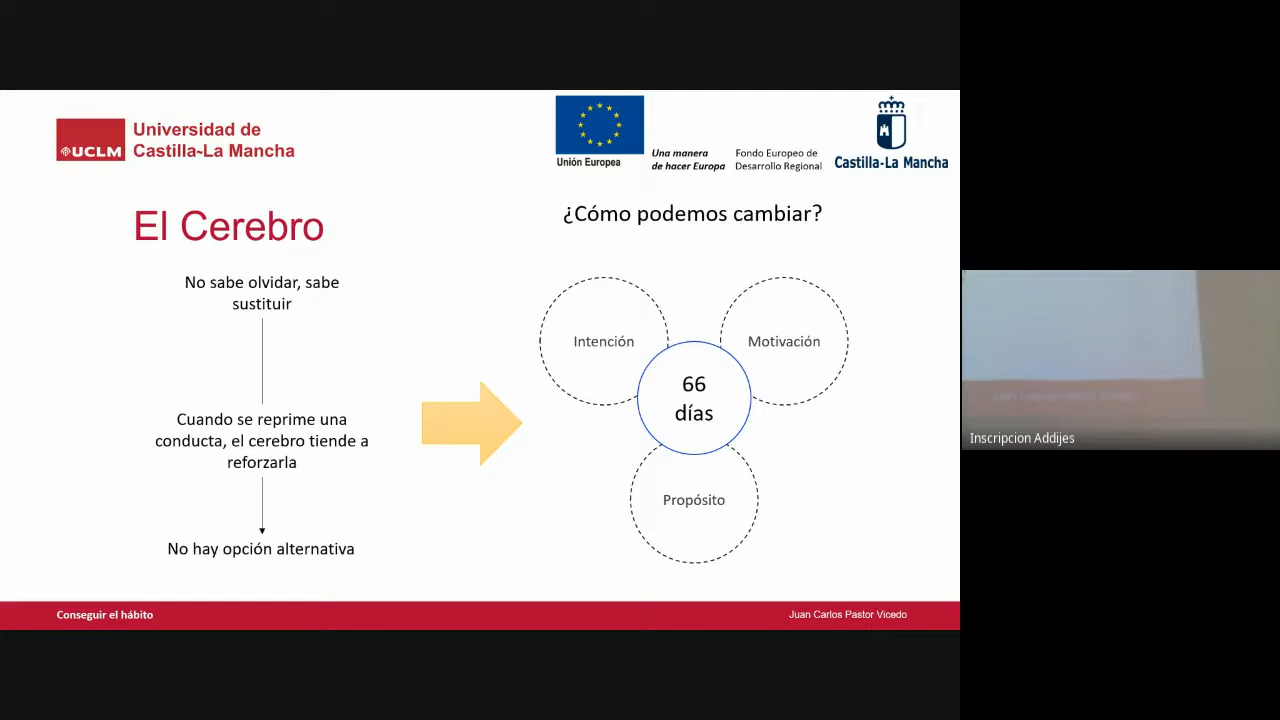 UCLM
Universidad de
Castilla-La Mancha
Unión Europea
Una manera
de hacer Europa
Fondo Europeo de
Desarrollo Regional
Castilla-La Mancha
El Cerebro
No sabe olvidar, sabe
sustituir
Cuando se reprime una
conducta, el cerebro tiende a
reforzarla
No hay opción alternativa
¿Cómo podemos cambiar?
Intención
Motivación
66
días
Propósito
Conseguir el hábito
Juan Carlos Pastor Vicedo
Inscripcion Addijes